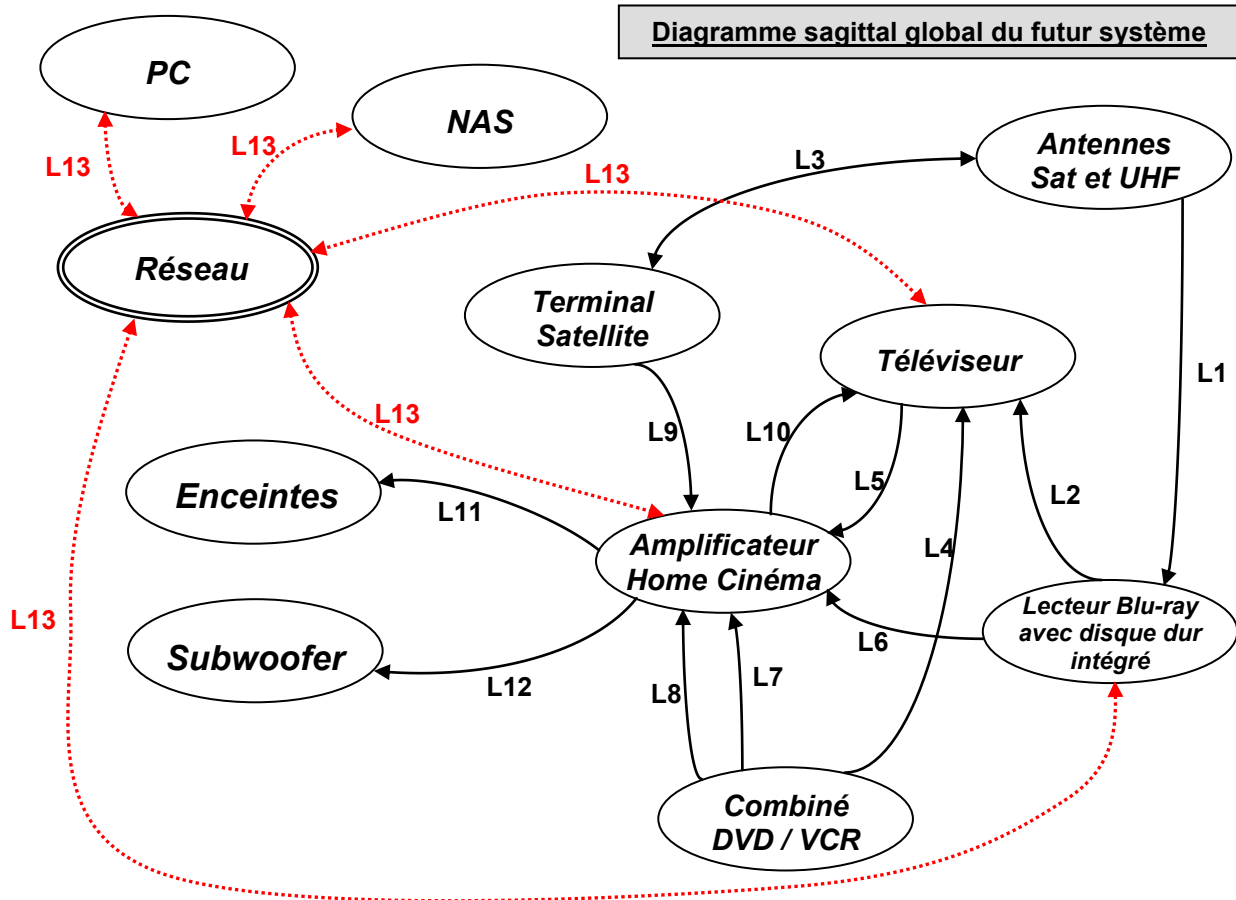 Diagramme sagittal global du futur système
PC
NAS
Antennes
Sat et UHF
L13
L13
L3
L13
Réseau
Terminal
Satellite
Téléviseur
L1
L13
L9
L10
Enceintes
L11
L5
L2
Amplificateur
Home Cinéma
L4
Lecteur Blu-ray
avec disque dur
intégré
L13
Subwoofer
L6
L12
L8
L7
Combiné
DVD / VCR